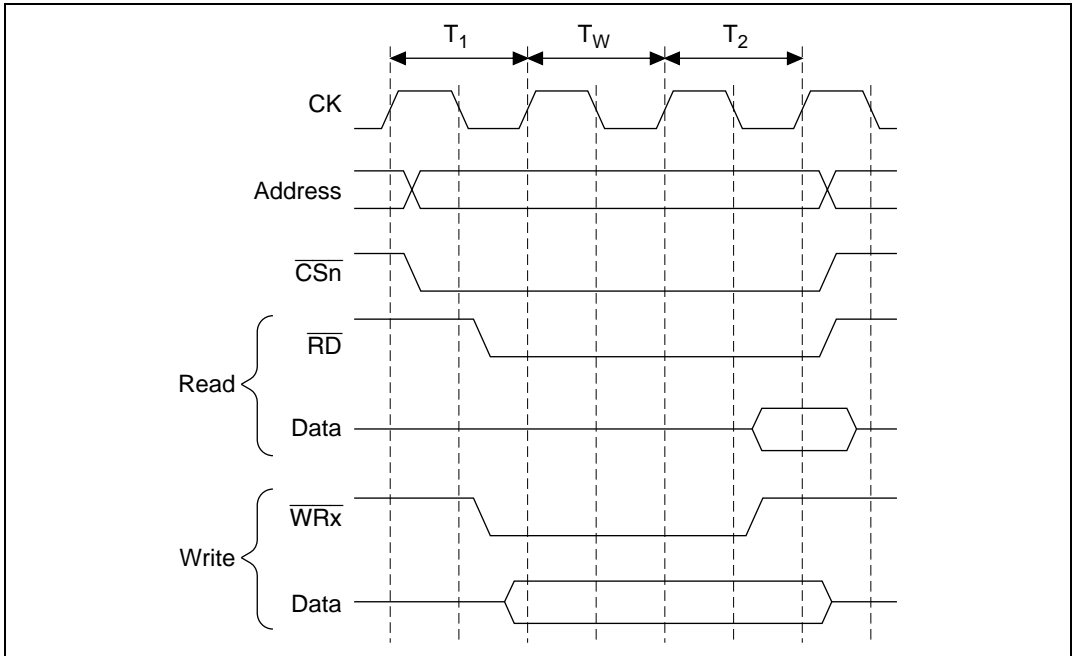 T1 TW T2
CK
Address
CSn
RD
Read
Data
WRx
Write
Data